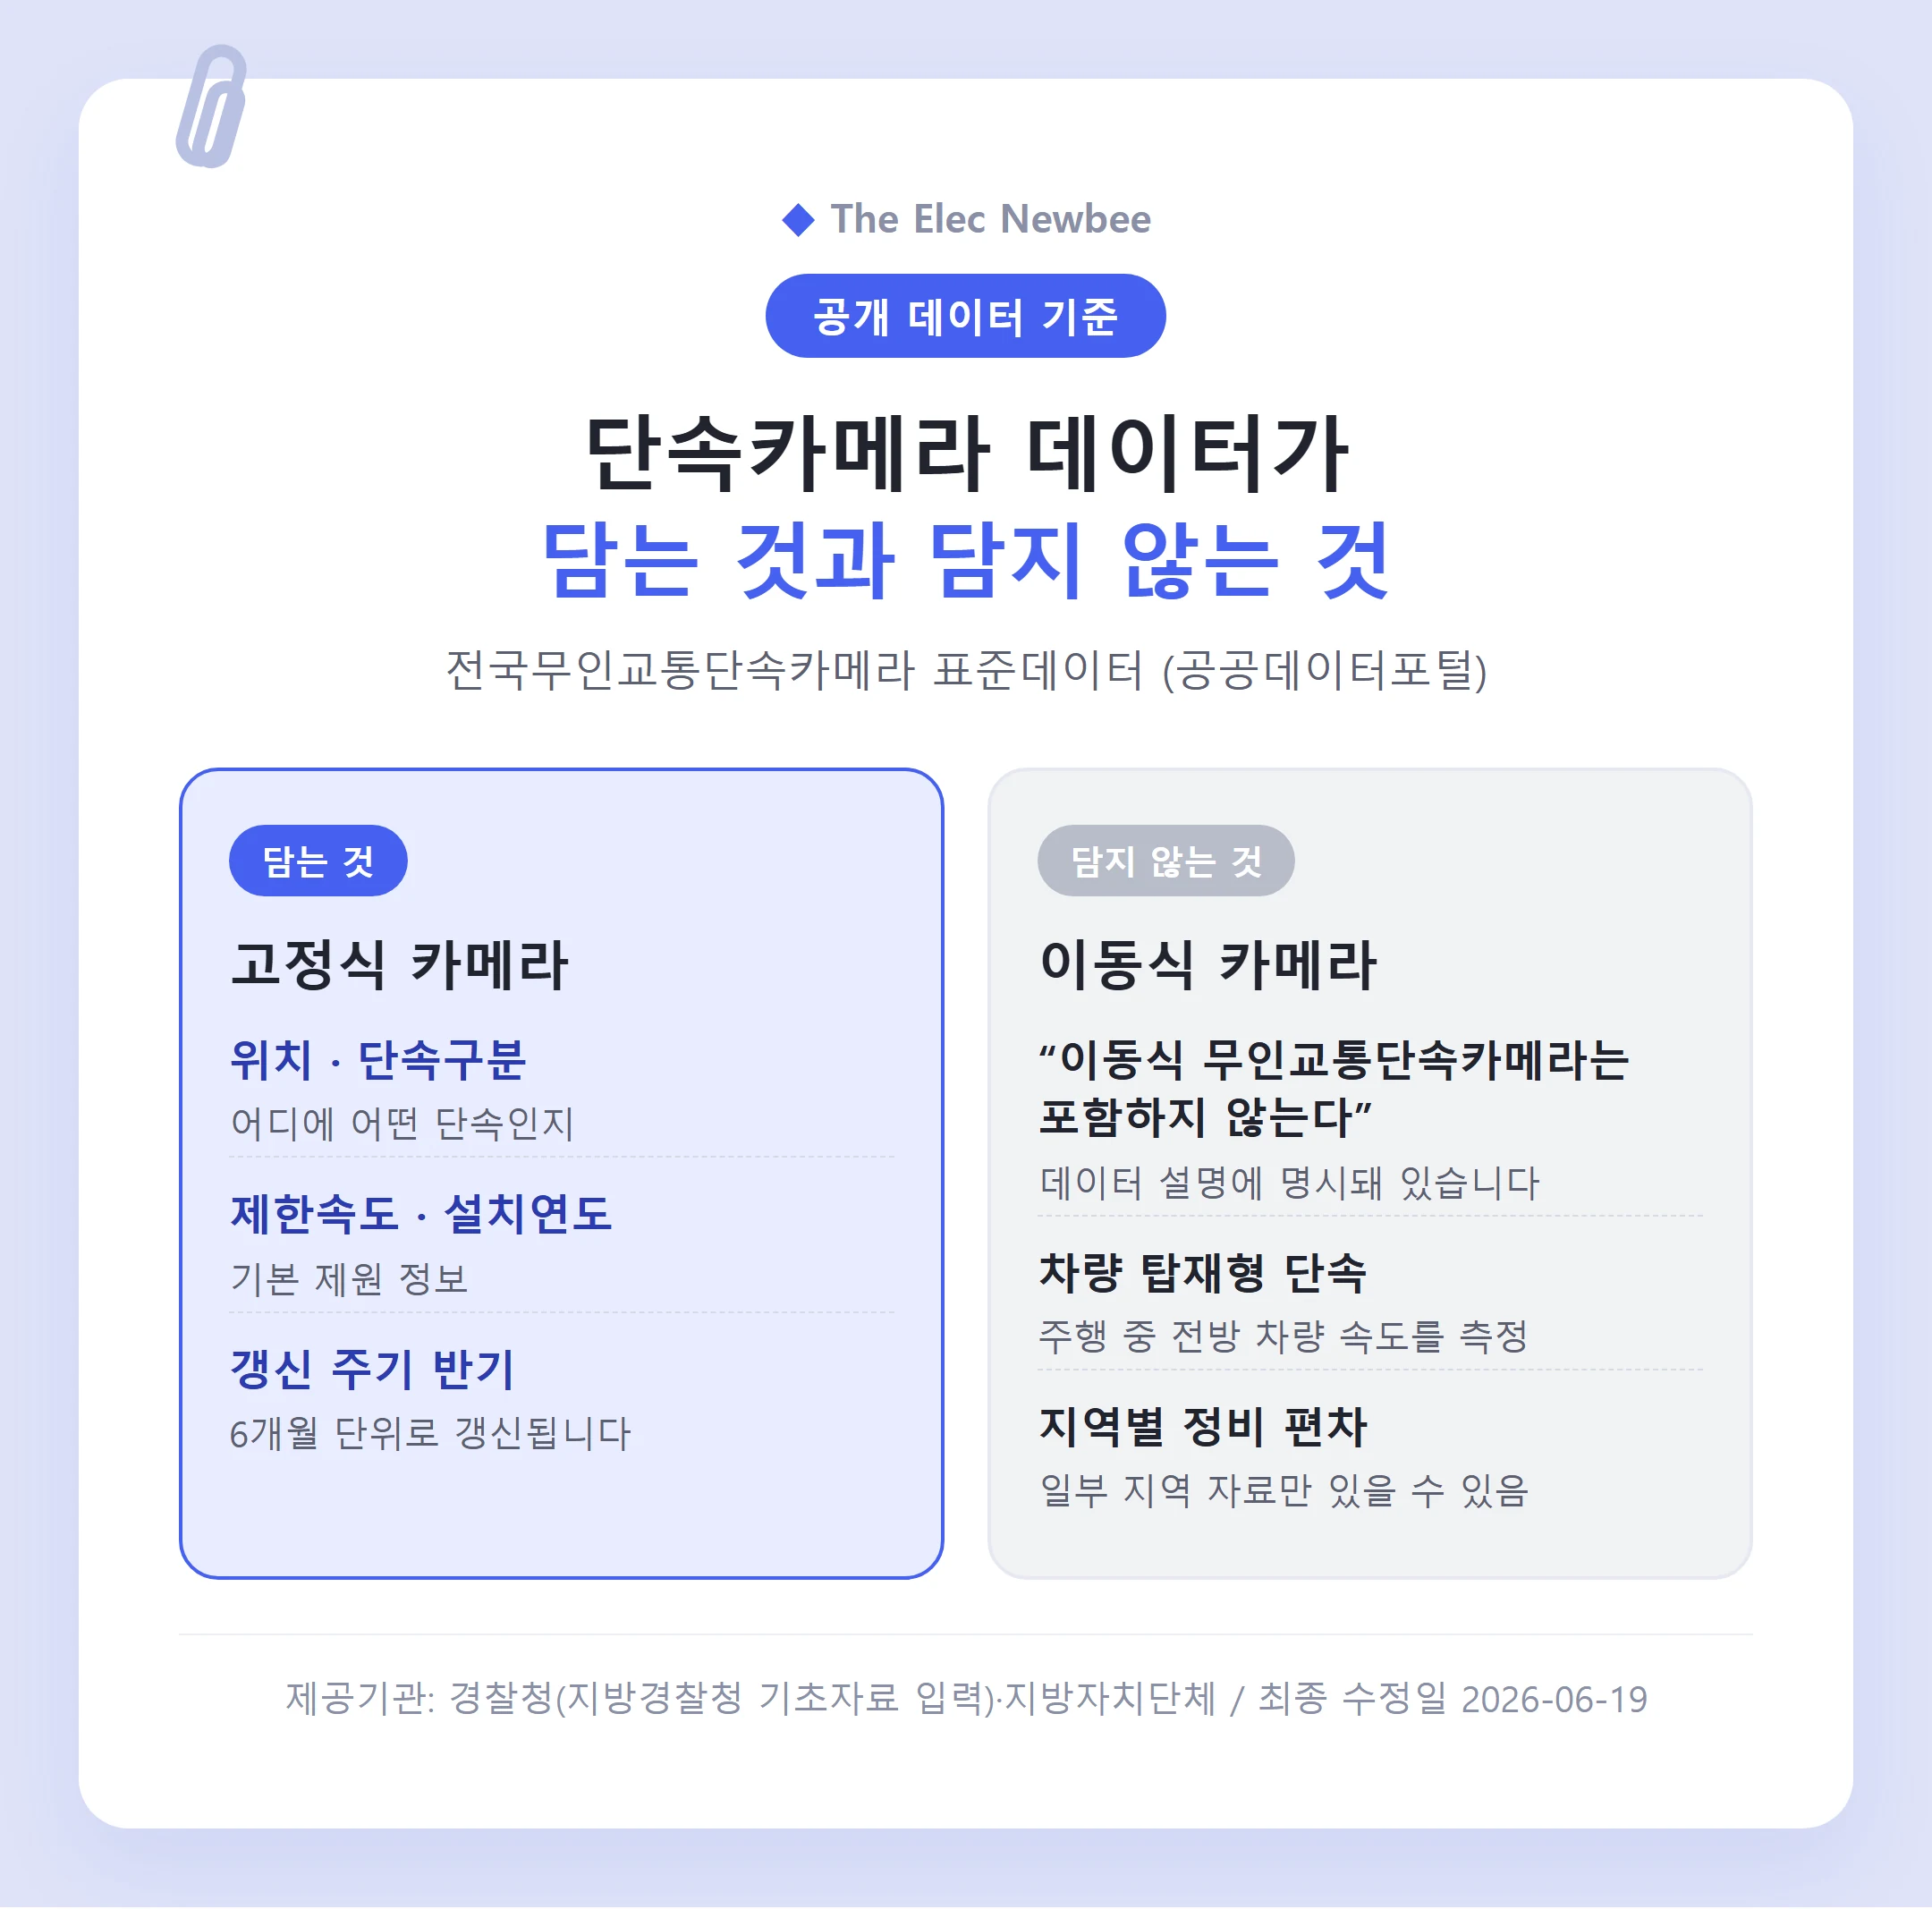 The Elec Newbee
공개 데이터 기준
단속카메라 데이터가
담는 것과 담지 않는 것
전국무인교통단속카메라 표준데이터 (공공데이터포털)
담는 것
고정식 카메라
위치 · 단속구분
어디에 어떤 단속인지
제한속도 · 설치연도
기본 제원 정보
갱신 주기 반기
6개월 단위로 갱신됩니다
담지 않는 것
이동식 카메라
“이동식 무인교통단속카메라는
포함하지 않는다”
데이터 설명에 명시돼 있습니다
차량 탑재형 단속
주행 중 전방 차량 속도를 측정
지역별 정비 편차
일부 지역 자료만 있을 수 있음
제공기관: 경찰청(지방경찰청 기초자료 입력)·지방자치단체 / 최종 수정일 2026-06-19